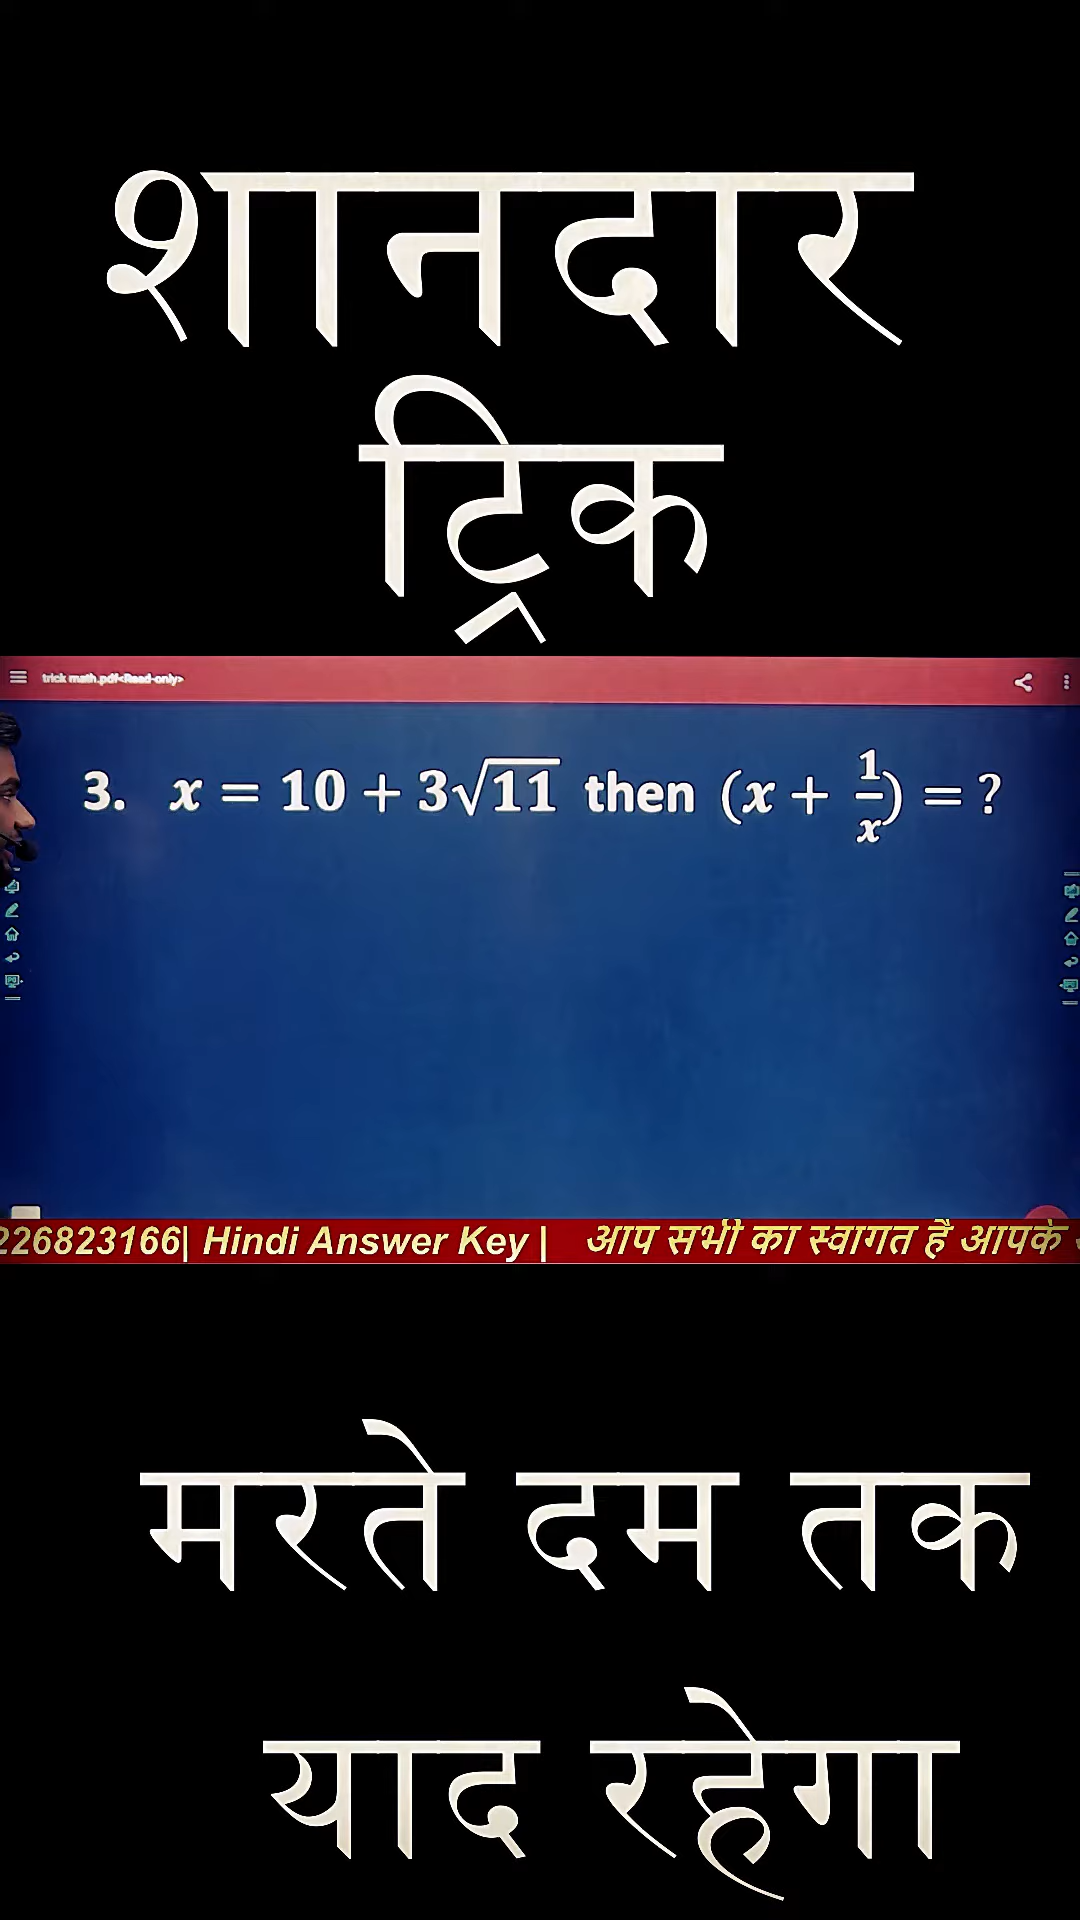 शानदार
ट्रिक
trick math.pdf<Read-only>
3. x = 10 + 3√11 then (x + 1/x) = ?
226823166| Hindi Answer Key | आप सभी का स्वागत है आपके
मरते दम तक
याद रहेगा